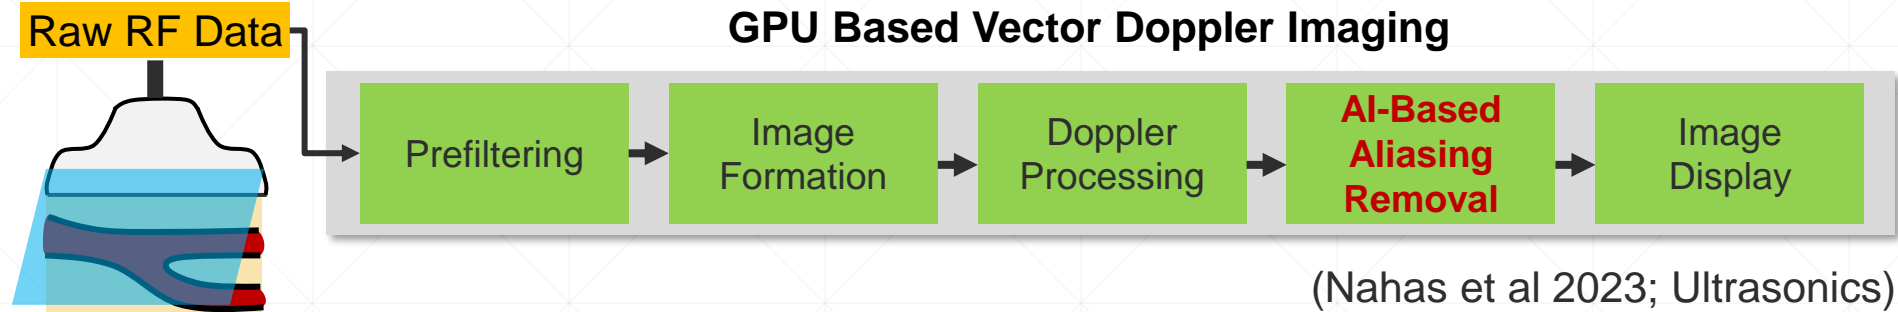 Raw RF Data
GPU Based Vector Doppler Imaging
Prefiltering
Image
Formation
Doppler
Processing
AI-Based
Aliasing
Removal
Image
Display
(Nahas et al 2023; Ultrasonics)